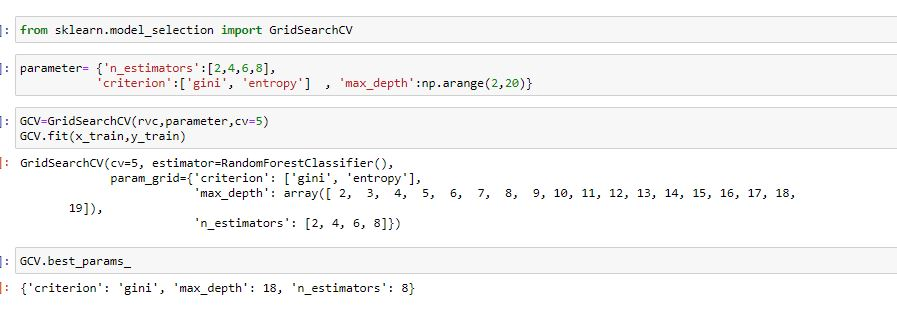 ]: from sklearn.model_selection import GridSearchCV
]: parameter= {'n_estimators':[2,4,6,8],
'criterion':['gini', 'entropy']  , 'max_depth':np.arange(2,20)}
]: GCV=GridSearchCV(rvc,parameter,cv=5)
GCV.fit(x_train,y_train)
]: GridSearchCV(cv=5, estimator=RandomForestClassifier(),
param_grid={'criterion': ['gini', 'entropy'],
'max_depth': array([ 2,  3,  4,  5,  6,  7,  8,  9, 10, 11, 12, 13, 14, 15, 16, 17, 18,
19]),
'n_estimators': [2, 4, 6, 8]})
]: GCV.best_params_
]: {'criterion': 'gini', 'max_depth': 18, 'n_estimators': 8}